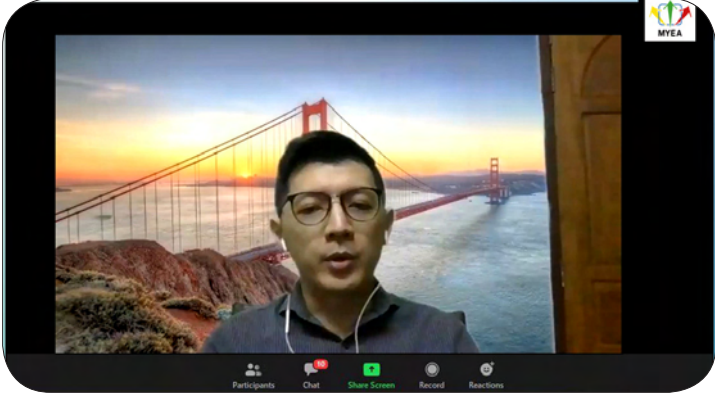 MYEA
10
Participants
Chat
Share Screen
Record
Reactions